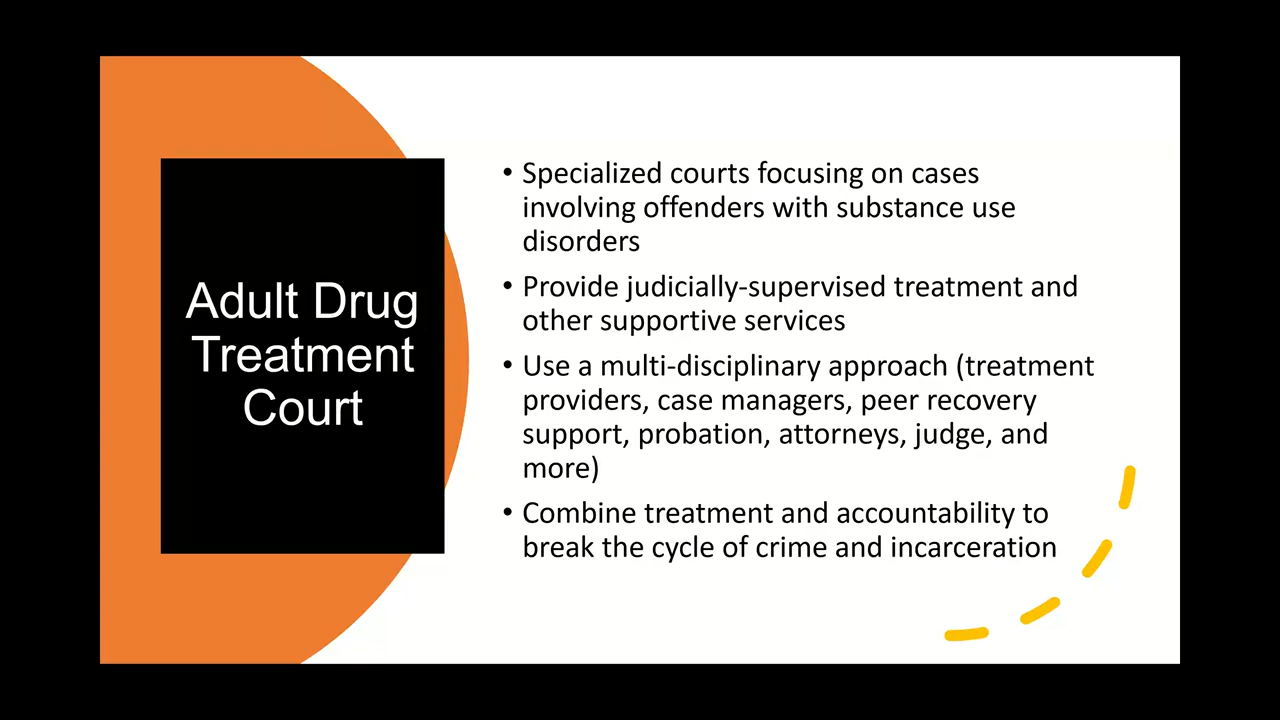 Adult Drug
Treatment
Court
• Specialized courts focusing on cases
involving offenders with substance use
disorders
• Provide judicially-supervised treatment and
other supportive services
• Use a multi-disciplinary approach (treatment
providers, case managers, peer recovery
support, probation, attorneys, judge, and
more)
• Combine treatment and accountability to
break the cycle of crime and incarceration